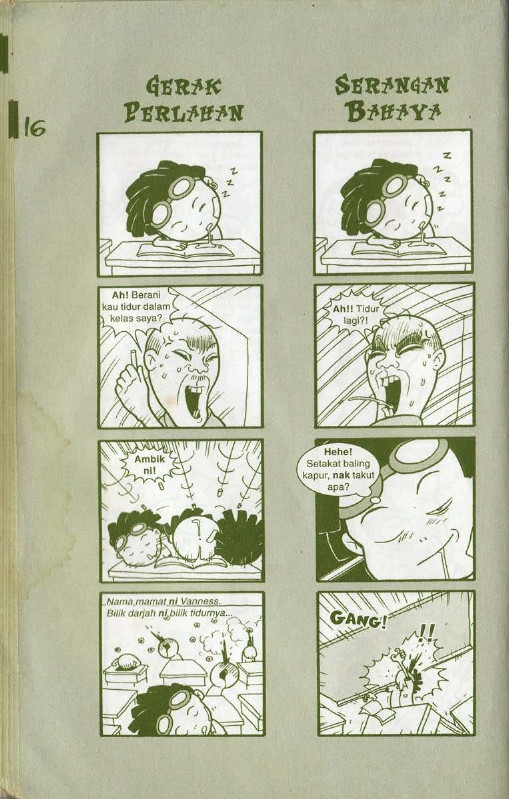 16
GERAK
PERLAHAN
Z
Z
Z
Z
Ah! Berani
kau tidur dalam
kelas saya?
Ambik
ni!
Nama,mamat ni Vanness.
Bilik darjah ni,bilik tidurnya...
SERANGAN
BAHAYA
Z
Z
Z
Z
Ah!! Tidur
lagi?!
Hehe!
Setakat baling
kapur, nak takut
apa?
GANG!
!!